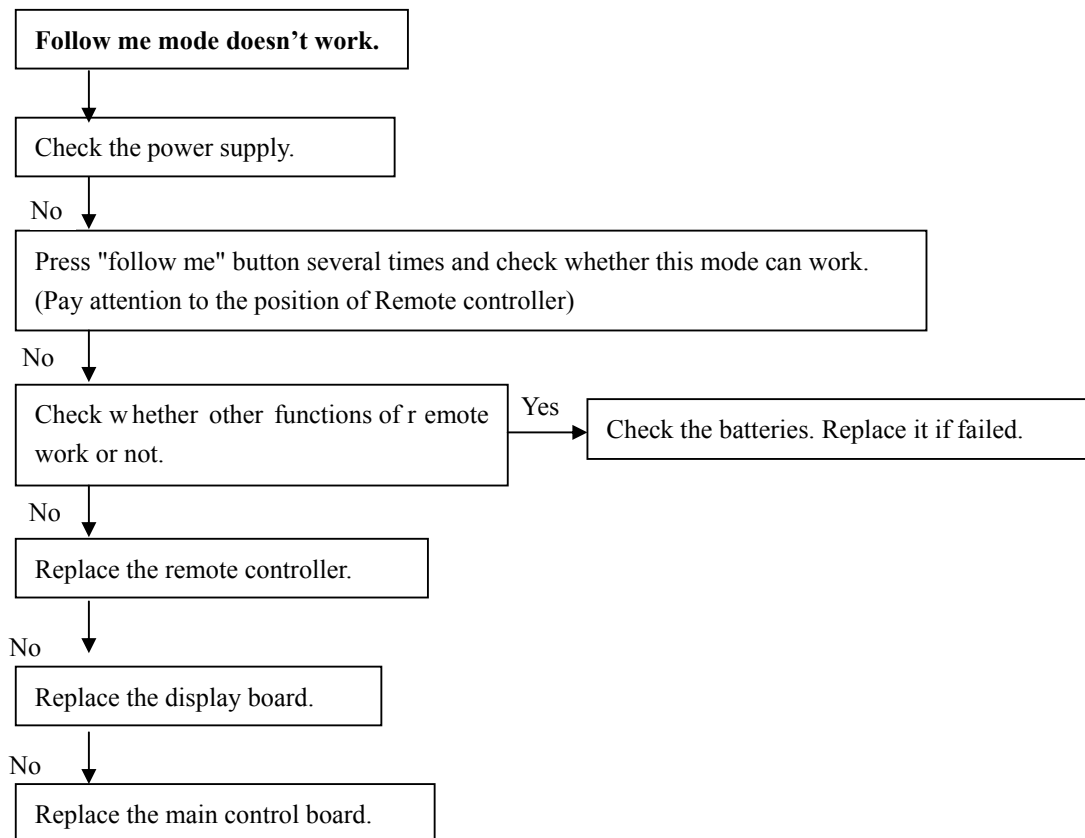 Follow me mode doesn’t work.
Check the power supply.
No
Press "follow me" button several times and check whether this mode can work.
(Pay attention to the position of Remote controller)
No
Check w hether other functions of r emote
work or not.
Yes
Check the batteries. Replace it if failed.
No
Replace the remote controller.
No
Replace the display board.
No
Replace the main control board.